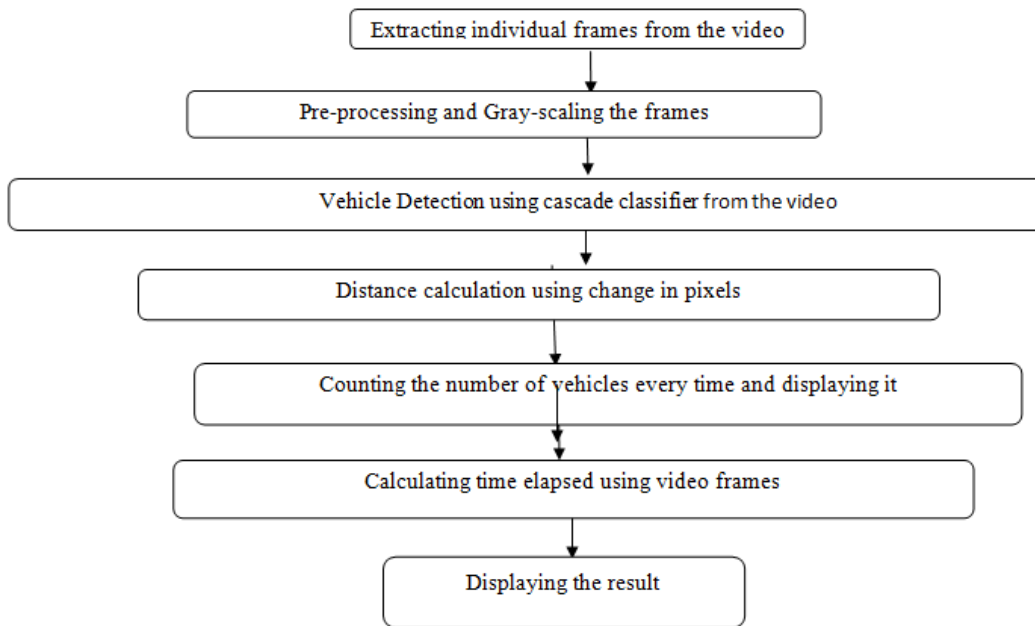 Extracting individual frames from the video
Pre-processing and Gray-scaling the frames
Vehicle Detection using cascade classifier from the video
Distance calculation using change in pixels
Counting the number of vehicles every time and displaying it
Calculating time elapsed using video frames
Displaying the result